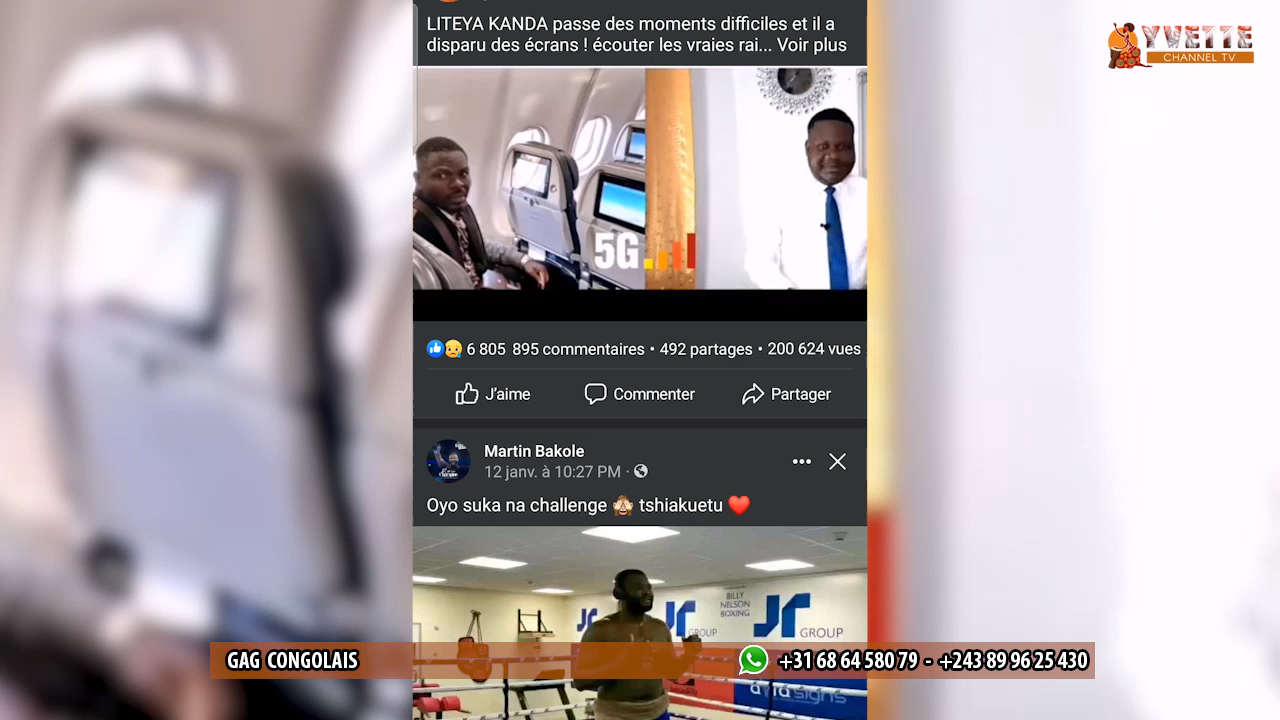 LITEYA KANDA passe des moments difficiles et il a
disparu des écrans ! écouter les vraies rai... Voir plus
YVETTE
CHANNEL TV
5G
6 805 895 commentaires • 492 partages • 200 624 vues
J'aime Commenter Partager
Martin Bakole
12 janv. à 10:27 PM ·
Oyo suka na challenge 🙈 tshiakuetu ❤️
BILLY
NELSON
BOXING
GROUP
JR
GROUP
GAG CONGOLAIS
+31 68 64 580 79 - +243 89 96 25 430